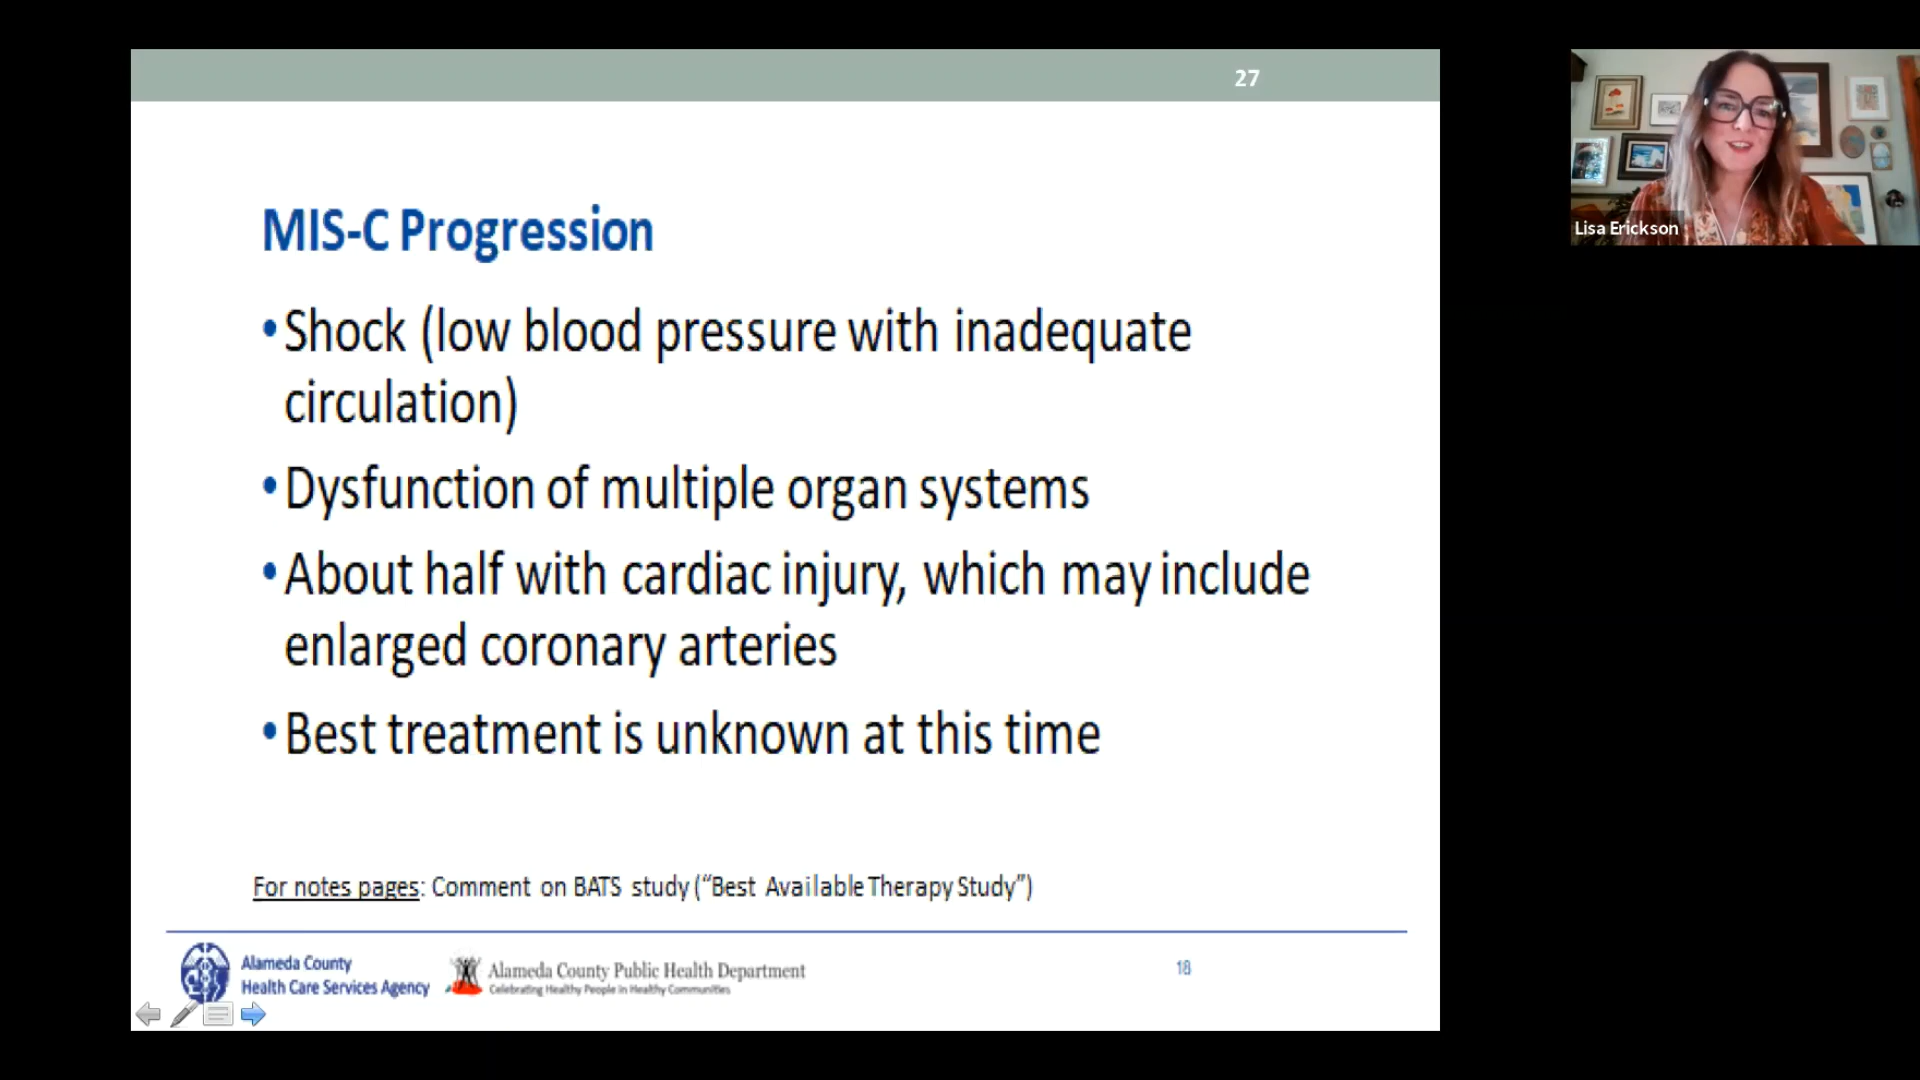 27
Lisa Erickson
MIS-C Progression
•Shock (low blood pressure with inadequate
circulation)
•Dysfunction of multiple organ systems
•About half with cardiac injury, which may include
enlarged coronary arteries
•Best treatment is unknown at this time
For notes pages: Comment on BATS study (“Best Available Therapy Study”)
Alameda County
Health Care Services Agency
Alameda County Public Health Department
Celebrating Healthy People in Healthy Communities
18